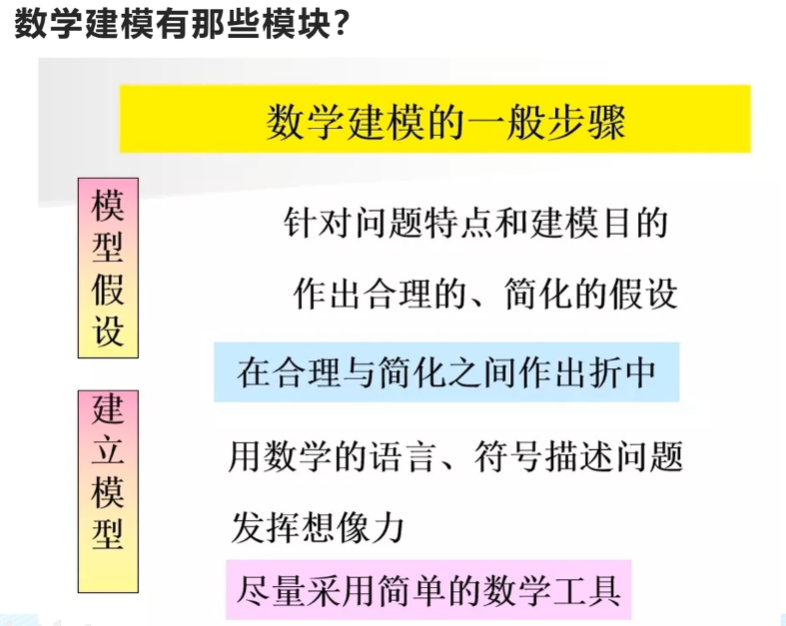 数学建模有那些模块？
数学建模的一般步骤
模型假设
针对问题特点和建模目的
作出合理的、简化的假设
在合理与简化之间作出折中
建立模型
用数学的语言、符号描述问题
发挥想像力
尽量采用简单的数学工具